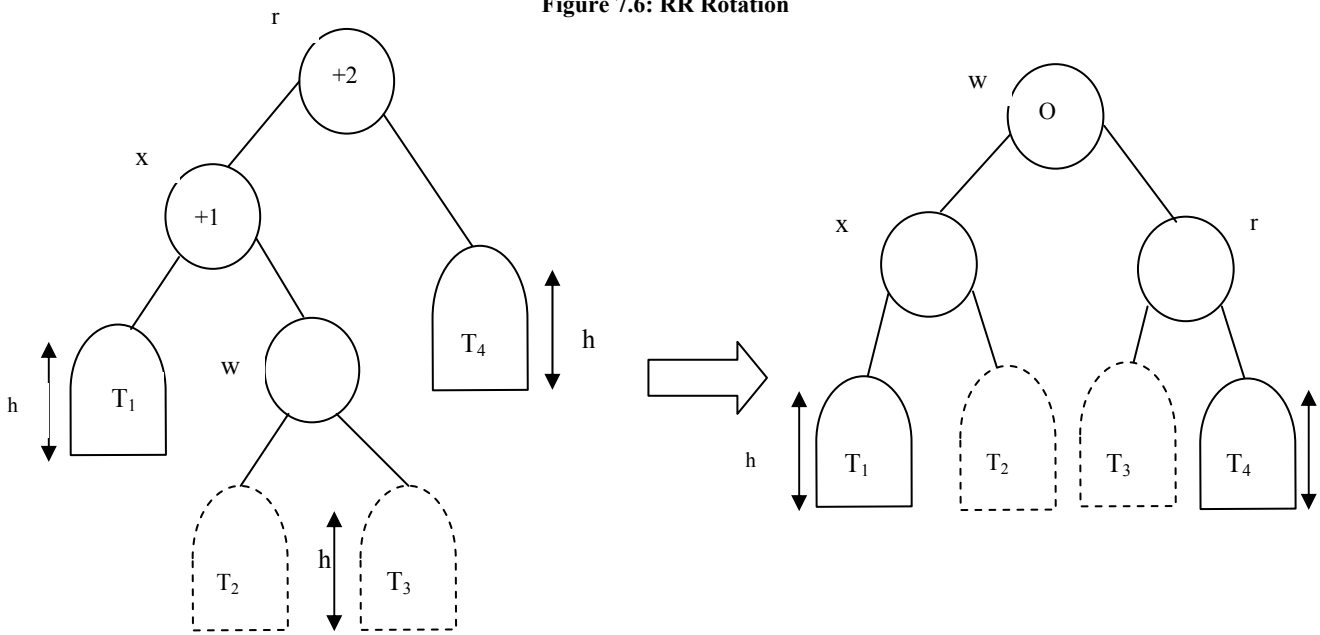 Figure 7.6: RR Rotation
r
+2
x
+1
w
T1
h
T4
h
T2
h
T3
w
O
x
r
h
T1
T2
T3
T4